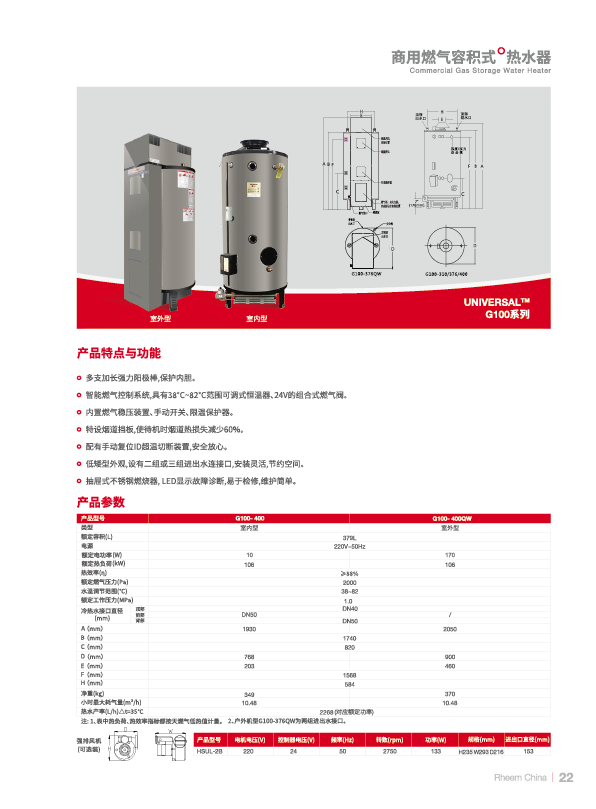 商用燃气容积式热水器
Commercial Gas Storage Water Heater
G100-376QW
G100-310/376/400
UNIVERSAL™
G100系列
室外型
室内型
产品特点与功能
多支加长强力阳极棒,保护内胆。
智能燃气控制系统,具有38°C~82°C范围可调式恒温器、24V的组合式燃气阀。
内置燃气稳压装置、手动开关、限温保护器。
特设烟道挡板,使待机时烟道热损失减少60%。
配有手动复位ID超温切断装置,安全放心。
低矮型外观,设有二组或三组进出水连接口,安装灵活,节约空间。
抽屉式不锈钢燃烧器, LED显示故障诊断,易于检修,维护简单。
产品参数
产品型号 G100- 400 G100- 400QW
类型 室内型 室外型
额定容积(L) 379L
电源 220V~50Hz
额定电功率(W) 10 170
额定热负荷(kW) 106 106
热效率(η) ≥88%
额定燃气压力(Pa) 2000
水温调节范围(°C) 38~82
额定工作压力(MPa) 1.0
冷热水接口直径(mm) 顶部 DN40
前部 DN50 /
背部 DN50
A (mm) 1930 2050
B (mm) 1740
C (mm) 820
D (mm) 768 900
E (mm) 203 460
F (mm) 1568
H (mm) 684
净重(kg) 349 370
小时最大耗气量(m³/h) 10.48 10.48
热水产率(L/h)△t=35°C 2268 (对应额定功率)
注: 1、表中热负荷、热效率指标都按天燃气低热值计量。 2、户外机型G100-376QW为两组进出水接口。
强排风机
(可选装)
产品型号 电机电压(V) 控制器电压(V) 频率(Hz) 转数(rpm) 功率(W) 规格(mm) 进出口直径(mm)
HSUL-2B 220 24 50 2750 133 H235 W293 D216 153
Rheem China | 22